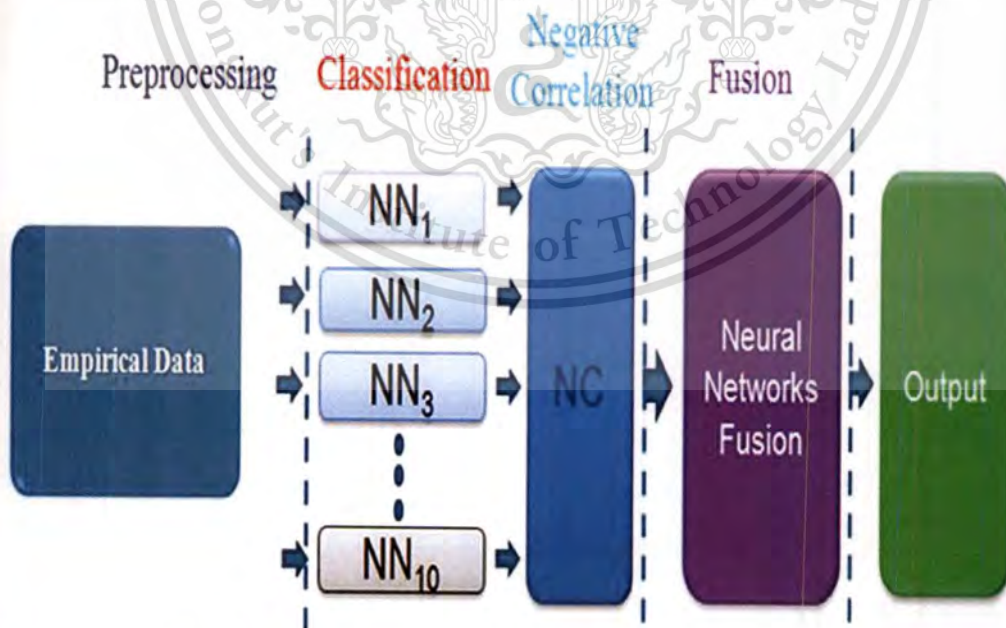 Preprocessing
Classification
Negative
Correlation
Fusion
Empirical Data
NN₁
NN₂
NN₃
NN₁₀
NC
Neural
Networks
Fusion
Output
Institute of Technology Lad